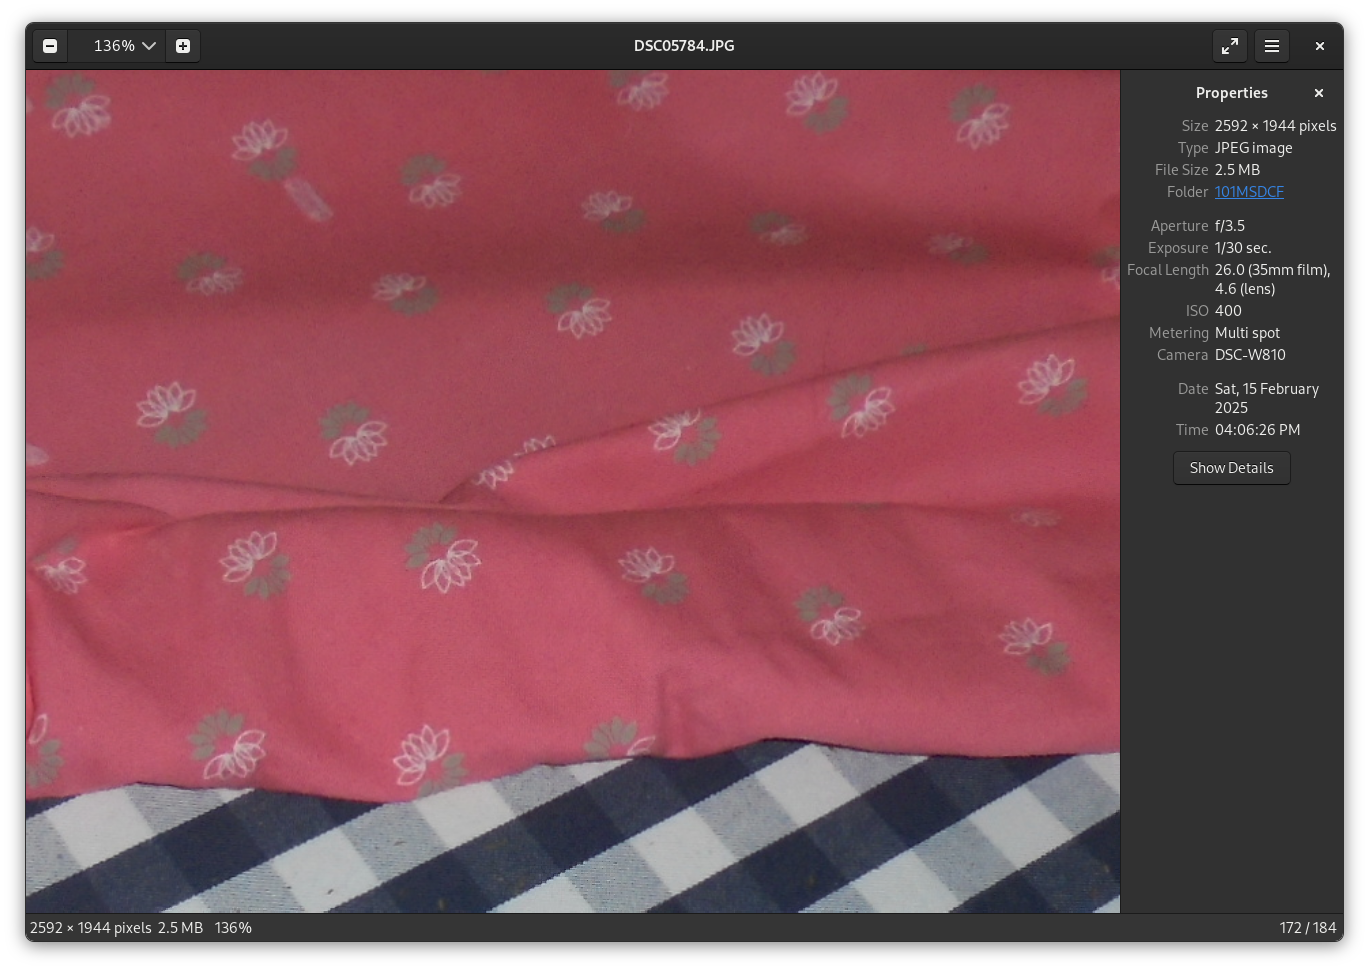 136%
DSC05784.JPG
Properties
Size 2592 × 1944 pixels
Type JPEG image
File Size 2.5 MB
Folder 101MSDCF
Aperture f/3.5
Exposure 1/30 sec.
Focal Length 26.0 (35mm film),
4.6 (lens)
ISO 400
Metering Multi spot
Camera DSC-W810
Date Sat, 15 February
2025
Time 04:06:26 PM
Show Details
2592 × 1944 pixels 2.5 MB 136%
172 / 184